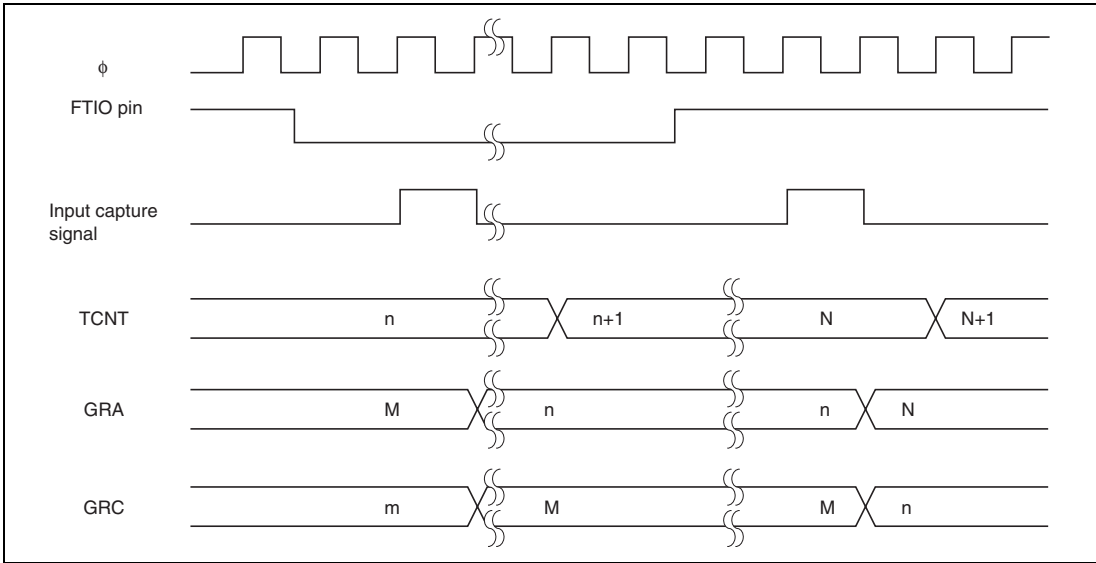 ϕ
FTIO pin
Input capture
signal
TCNT n n+1 N N+1
GRA M n n N
GRC m M M n